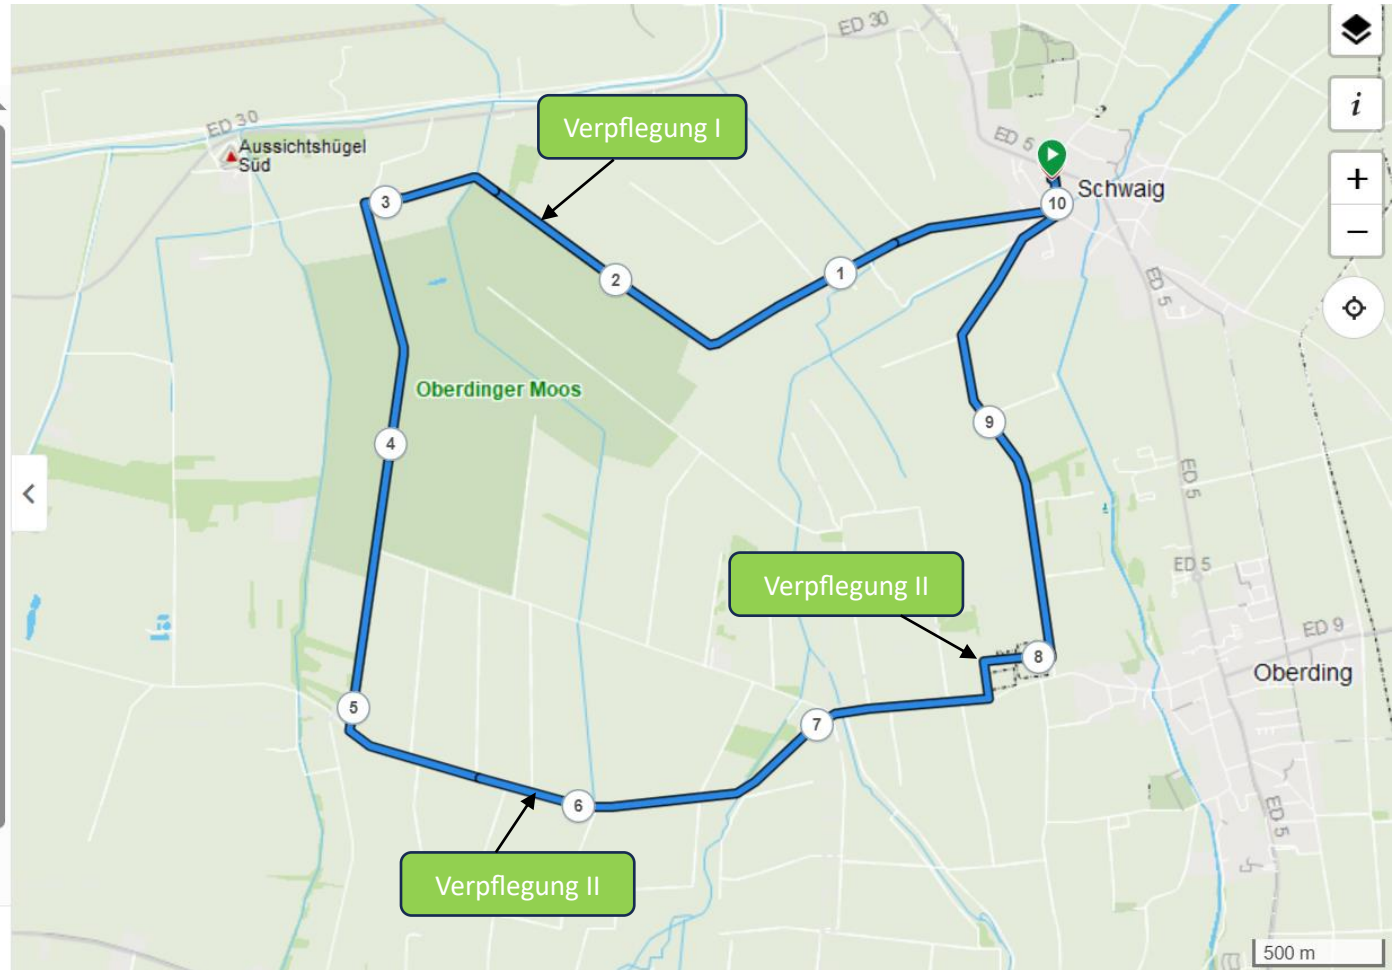 ED 30
ED 30
Verpflegung I
Aussichtshügel
Süd
ED 5
i
+
−
Schwaig
3
10
2
1
ED 5
Oberdinger Moos
4
9
ED 5
ED 5
Verpflegung II
ED 9
8
Oberding
5
7
6
ED 5
Verpflegung II
500 m